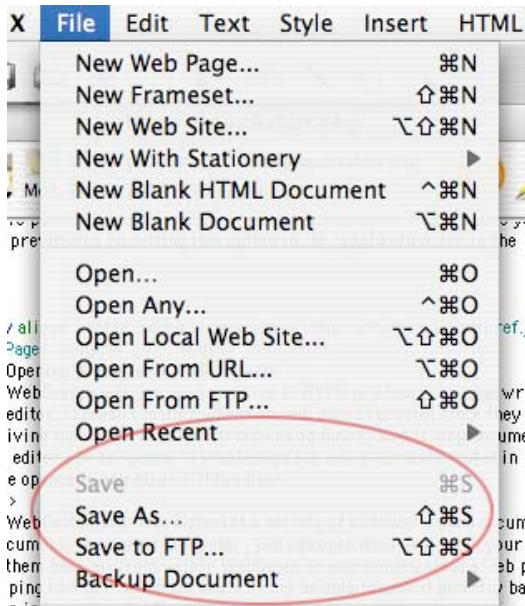 X File Edit Text Style Insert HTML
New Web Page... ⌘N
New Frameset... ⇧⌘N
New Web Site... ⌥⇧⌘N
New With Stationery ▶
New Blank HTML Document ^⌘N
New Blank Document ⌥⌘N
Open... ⌘O
Open Any... ^⌘O
Open Local Web Site... ⌥⇧⌘O
Open From URL... ⌥⌘O
Open From FTP... ⇧⌘O
Open Recent ▶
Save ⌘S
Save As... ⇧⌘S
Save to FTP... ⌥⇧⌘S
Backup Document ▶